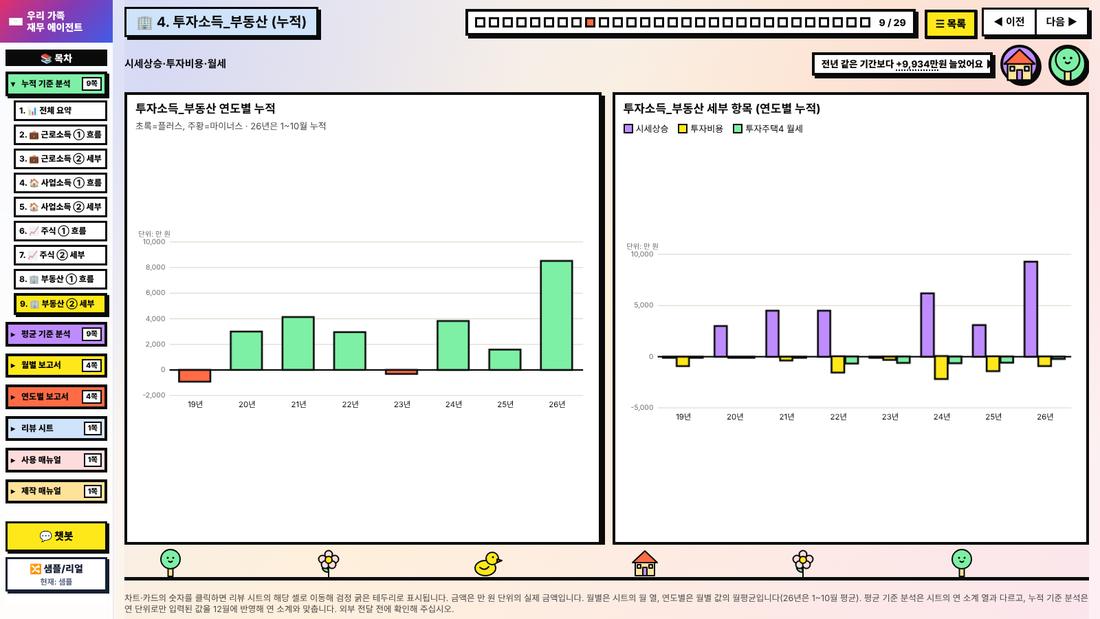 우리 가족
재무 에이전트
📚 목차
▼ 누적 기준 분석 9쪽
1. 📊 전체 요약
2. 💼 근로소득 ① 흐름
3. 💼 근로소득 ② 세부
4. 🏠 사업소득 ① 흐름
5. 🏠 사업소득 ② 세부
6. 📈 주식 ① 흐름
7. 📈 주식 ② 세부
8. 🏢 부동산 ① 흐름
9. 🏢 부동산 ② 세부
▶ 평균 기준 분석 9쪽
▶ 월별 보고서 4쪽
▶ 연도별 보고서 4쪽
▶ 리뷰 시트 1쪽
▶ 사용 매뉴얼 1쪽
▶ 제작 매뉴얼 1쪽
💬 챗봇
🔀 샘플/리얼
현재: 샘플
🏢 4. 투자소득_부동산 (누적)
9 / 29
☰ 목록
◀ 이전
다음 ▶
시세상승·투자비용·월세
전년 같은 기간보다 +9,934만원 늘었어요
투자소득_부동산 연도별 누적
초록=플러스, 주황=마이너스 · 26년은 1~10월 누적
단위: 만 원
10,000
8,000
6,000
4,000
2,000
0
-2,000
19년 20년 21년 22년 23년 24년 25년 26년
투자소득_부동산 세부 항목 (연도별 누적)
시세상승 투자비용 투자주택4 월세
단위: 만 원
10,000
5,000
0
-5,000
19년 20년 21년 22년 23년 24년 25년 26년
차트·카드의 숫자를 클릭하면 리뷰 시트의 해당 셀로 이동해 검정 굵은 테두리로 표시됩니다. 금액은 만 원 단위의 실제 금액입니다. 월별은 시트의 월 열, 연도별은 월별 값의 월평균입니다(26년은 1~10월 평균). 평균 기준 분석은 시트의 연 소계 열과 다르고, 누적 기준 분석은
연 단위로만 입력된 값을 12월에 반영해 연 소계와 맞춥니다. 외부 전달 전에 확인해 주십시오.